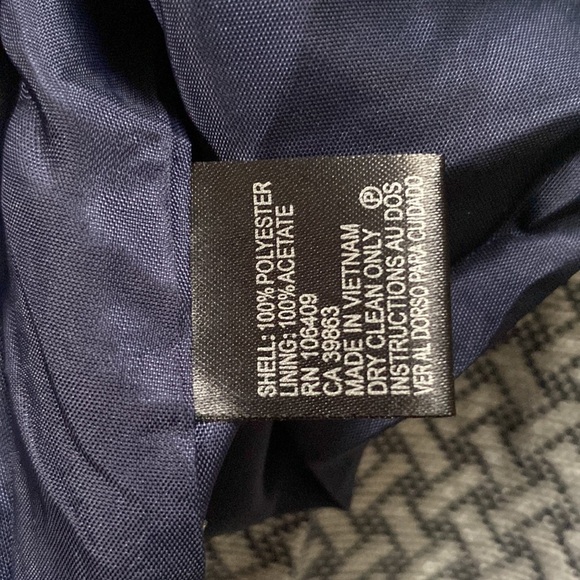 SHELL: 100% POLYESTER
LINING: 100% ACETATE
RN 106409
CA 39863
MADE IN VIETNAM
DRY CLEAN ONLY Ⓟ
INSTRUCTIONS AU DOS
VER AL DORSO PARA CUIDADO